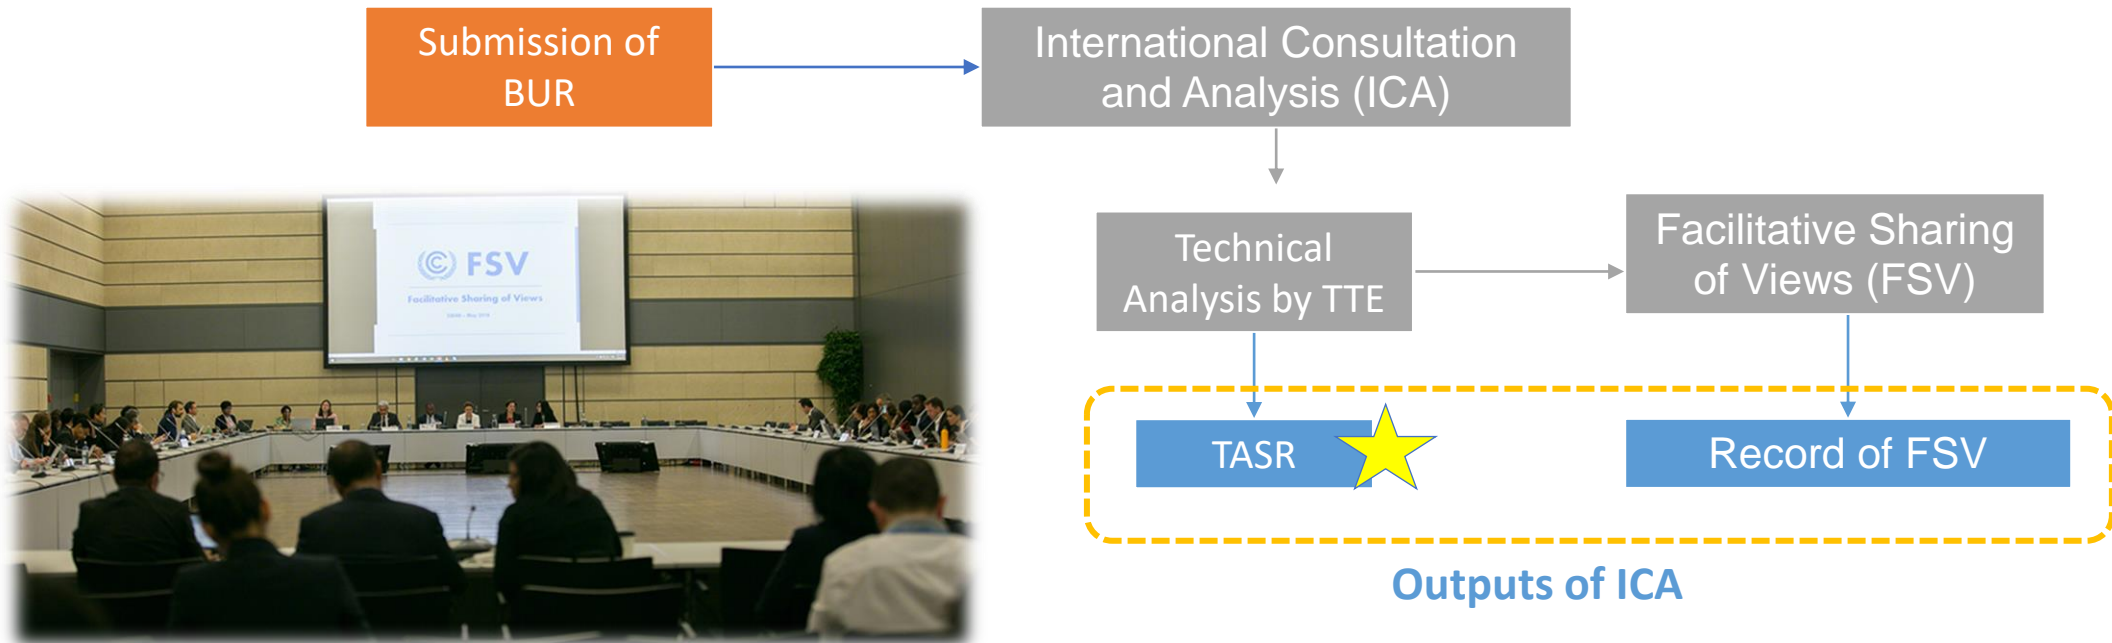 Submission of
BUR
International Consultation
and Analysis (ICA)
FSV
Facilitative Sharing of Views
Technical
Analysis by TTE
Facilitative Sharing
of Views (FSV)
TASR
Record of FSV
Outputs of ICA